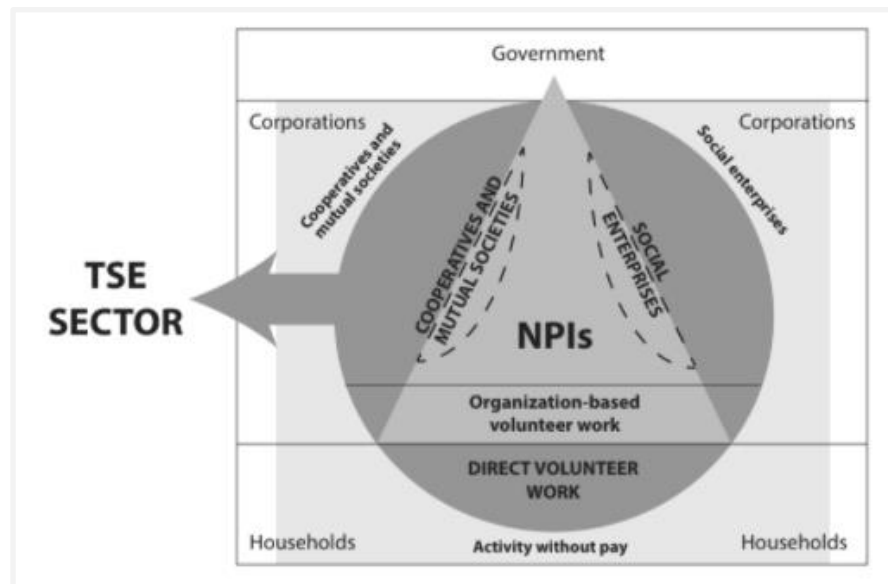 Government
Corporations
Corporations
Cooperatives and
mutual societies
Social enterprises
COOPERATIVES AND
MUTUAL SOCIETIES
SOCIAL
ENTERPRISES
TSE
SECTOR
NPIs
Organization-based
volunteer work
DIRECT VOLUNTEER
WORK
Households
Activity without pay
Households